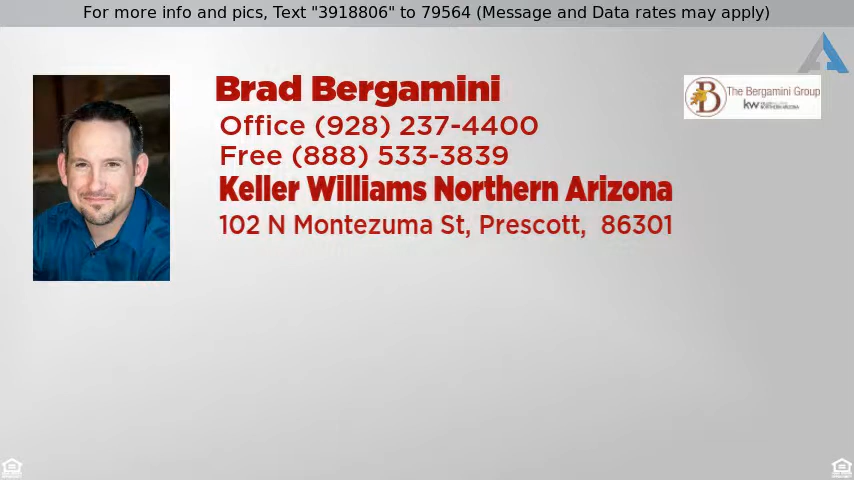 For more info and pics, Text "3918806" to 79564 (Message and Data rates may apply)
Brad Bergamini
Office (928) 237-4400
Free (888) 533-3839
Keller Williams Northern Arizona
102 N Montezuma St, Prescott,  86301
B The Bergamini Group
kw